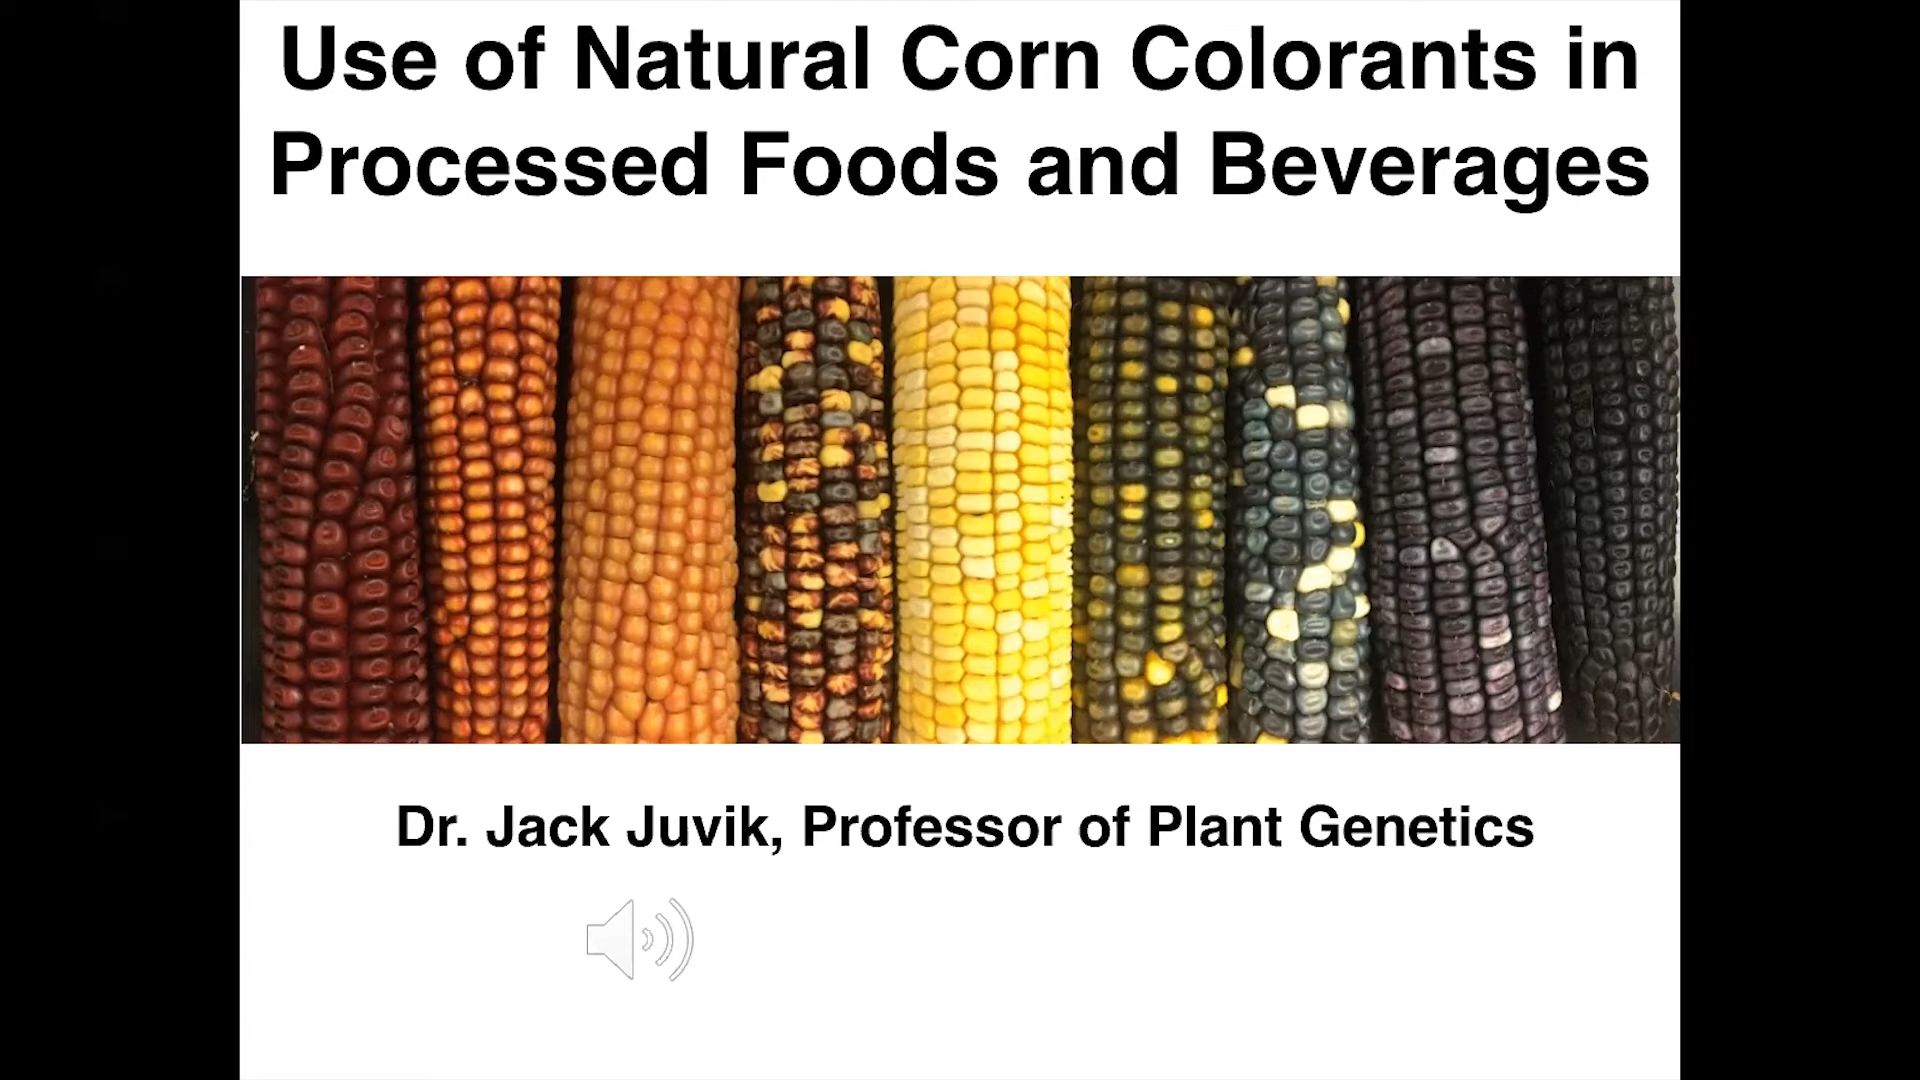 Use of Natural Corn Colorants in
Processed Foods and Beverages
Dr. Jack Juvik, Professor of Plant Genetics